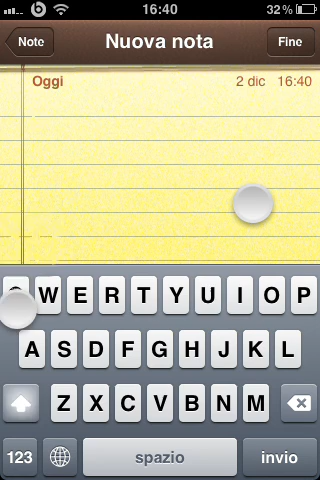 16:40 32%
Note Nuova nota Fine
Oggi 2 dic 16:40
W E R T Y U I O P
A S D F G H J K L
Z X C V B N M
123 spazio invio